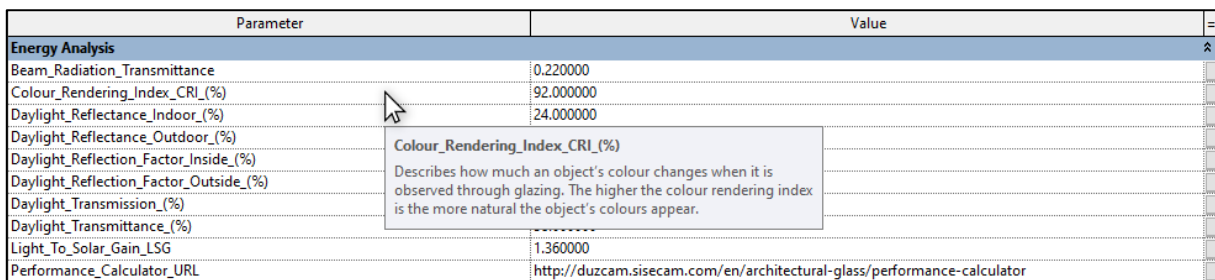 Parameter Value =
Energy Analysis
Beam_Radiation_Transmittance 0.220000
Colour_Rendering_Index_CRI_(%) 92.000000
Daylight_Reflectance_Indoor_(%) 24.000000
Daylight_Reflectance_Outdoor_(%)
Colour_Rendering_Index_CRI_(%)
Daylight_Reflection_Factor_Inside_(%)
Describes how much an object's colour changes when it is
Daylight_Reflection_Factor_Outside_(%)
observed through glazing. The higher the colour rendering index
Daylight_Transmission_(%)
is the more natural the object's colours appear.
Daylight_Transmittance_(%)
Light_To_Solar_Gain_LSG 1.360000
Performance_Calculator_URL http://duzcam.sisecam.com/en/architectural-glass/performance-calculator